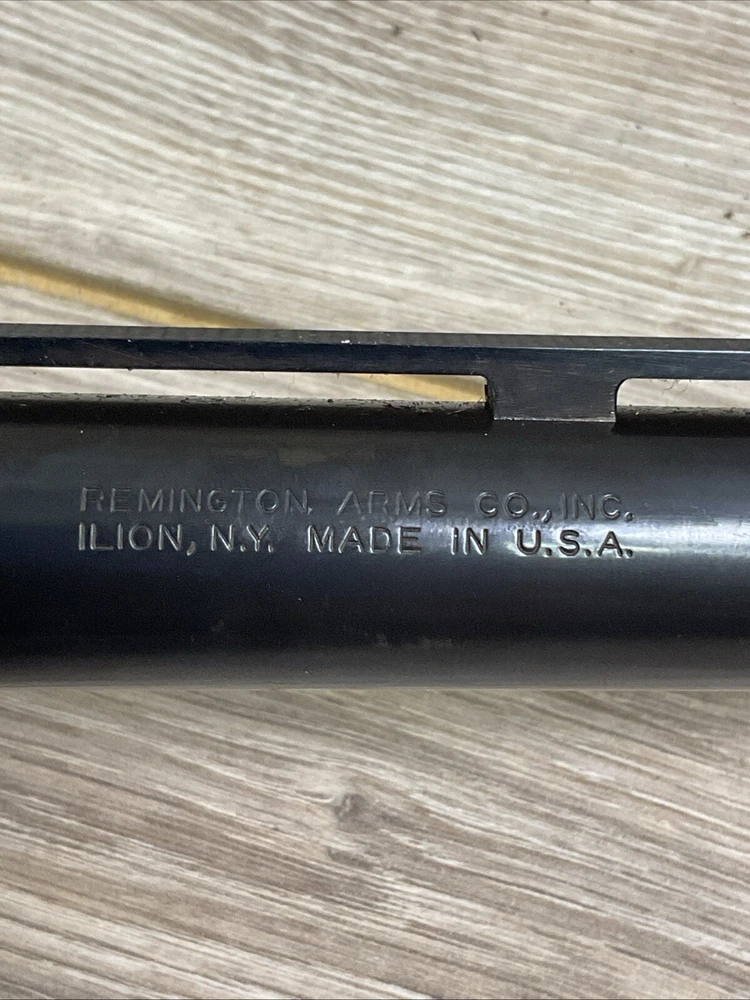 REMINGTON ARMS CO., INC.
ILION, N.Y. MADE IN U.S.A.